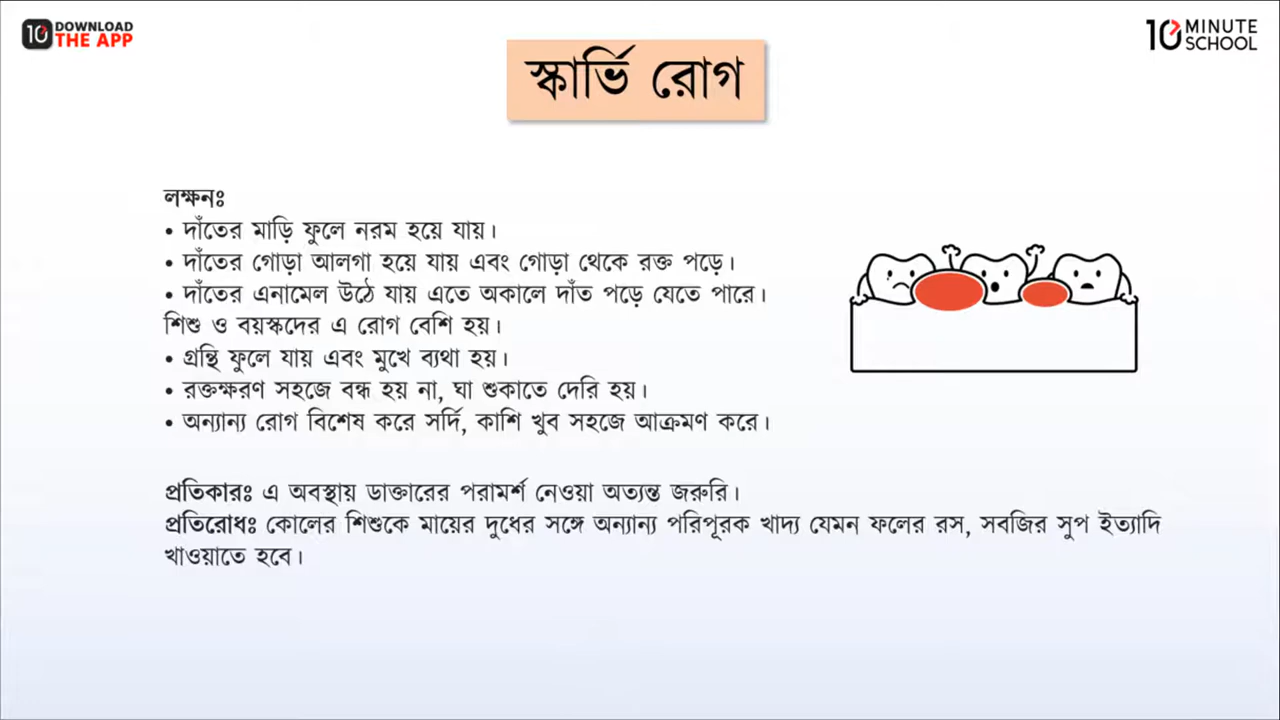 10 DOWNLOAD
THE APP
10 MINUTE
SCHOOL
স্কার্ভি রোগ
লক্ষনঃ
• দাঁতের মাড়ি ফুলে নরম হয়ে যায়।
• দাঁতের গোড়া আলগা হয়ে যায় এবং গোড়া থেকে রক্ত পড়ে।
• দাঁতের এনামেল উঠে যায় এতে অকালে দাঁত পড়ে যেতে পারে।
শিশু ও বয়স্কদের এ রোগ বেশি হয়।
• গ্রন্থি ফুলে যায় এবং মুখে ব্যথা হয়।
• রক্তক্ষরণ সহজে বন্ধ হয় না, ঘা শুকাতে দেরি হয়।
• অন্যান্য রোগ বিশেষ করে সর্দি, কাশি খুব সহজে আক্রমণ করে।
প্রতিকারঃ এ অবস্থায় ডাক্তারের পরামর্শ নেওয়া অত্যন্ত জরুরি।
প্রতিরোধঃ কোলের শিশুকে মায়ের দুধের সঙ্গে অন্যান্য পরিপূরক খাদ্য যেমন ফলের রস, সবজির সুপ ইত্যাদি
খাওয়াতে হবে।